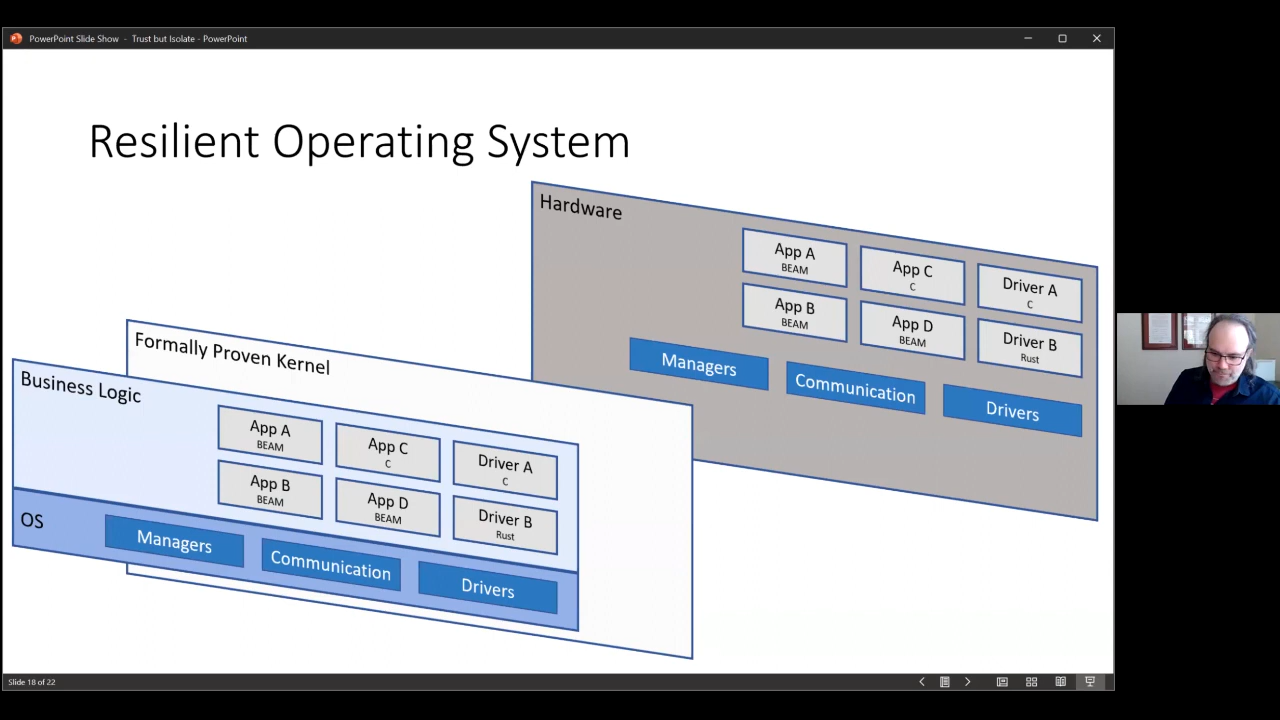 PowerPoint Slide Show - Trust but Isolate - PowerPoint
Resilient Operating System
Hardware
App A
BEAM
App C
C
Driver A
C
App B
BEAM
App D
BEAM
Driver B
Rust
Managers
Communication
Drivers
Formally Proven Kernel
Business Logic
App A
BEAM
App C
C
Driver A
C
App B
BEAM
App D
BEAM
Driver B
Rust
OS
Managers
Communication
Drivers
Slide 18 of 22